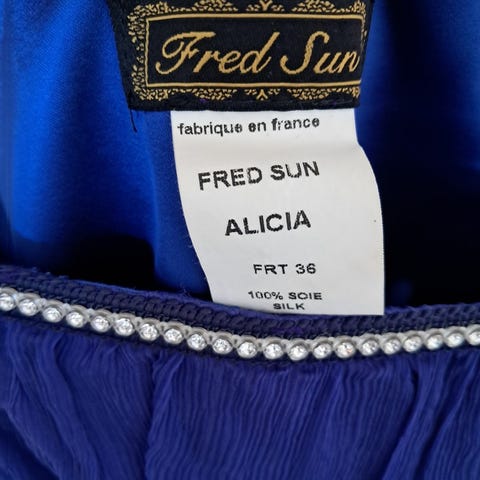 Fred Sun
fabrique en france
FRED SUN
ALICIA
FRT 36
100% SOIE
SILK